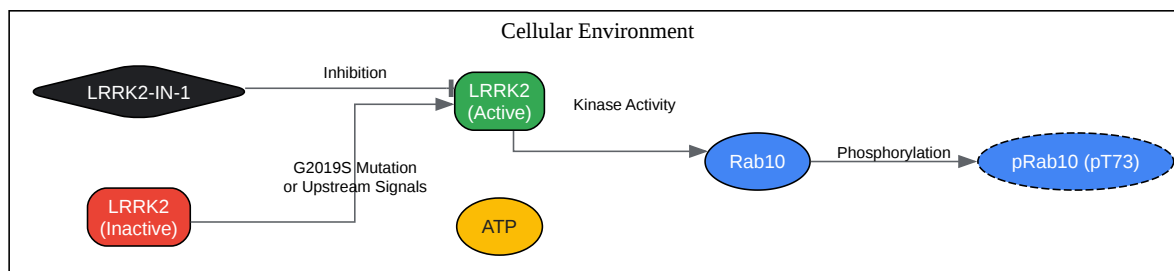 Cellular Environment
LRRK2-IN-1
Inhibition
LRRK2
(Active)
Kinase Activity
G2019S Mutation
or Upstream Signals
Rab10
Phosphorylation
pRab10 (pT73)
LRRK2
(Inactive)
ATP